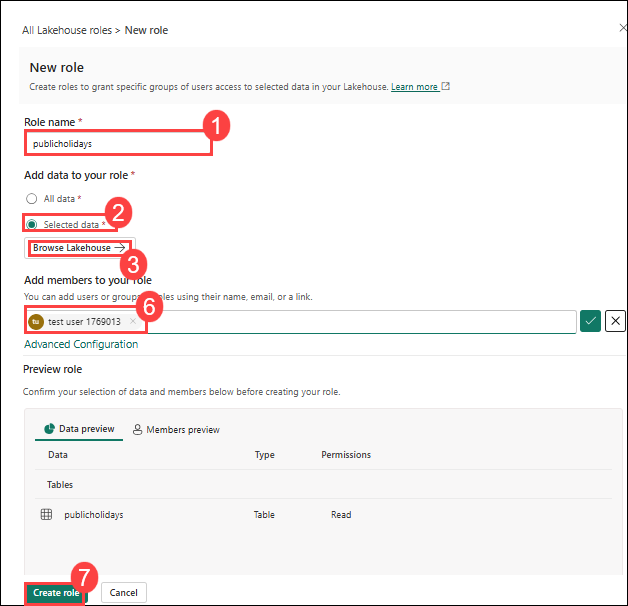 All Lakehouse roles > New role
New role
Create roles to grant specific groups of users access to selected data in your Lakehouse. Learn more
Role name *
1
publicholidays
Add data to your role *
All data *
2
Selected data *
Browse Lakehouse →
3
Add members to your role
You can add users or groups using their name, email, or a link.
6
tu test user 1769013 ×
Advanced Configuration
Preview role
Confirm your selection of data and members below before creating your role.
Data preview Members preview
Data Type Permissions
Tables
publicholidays Table Read
7
Create role Cancel